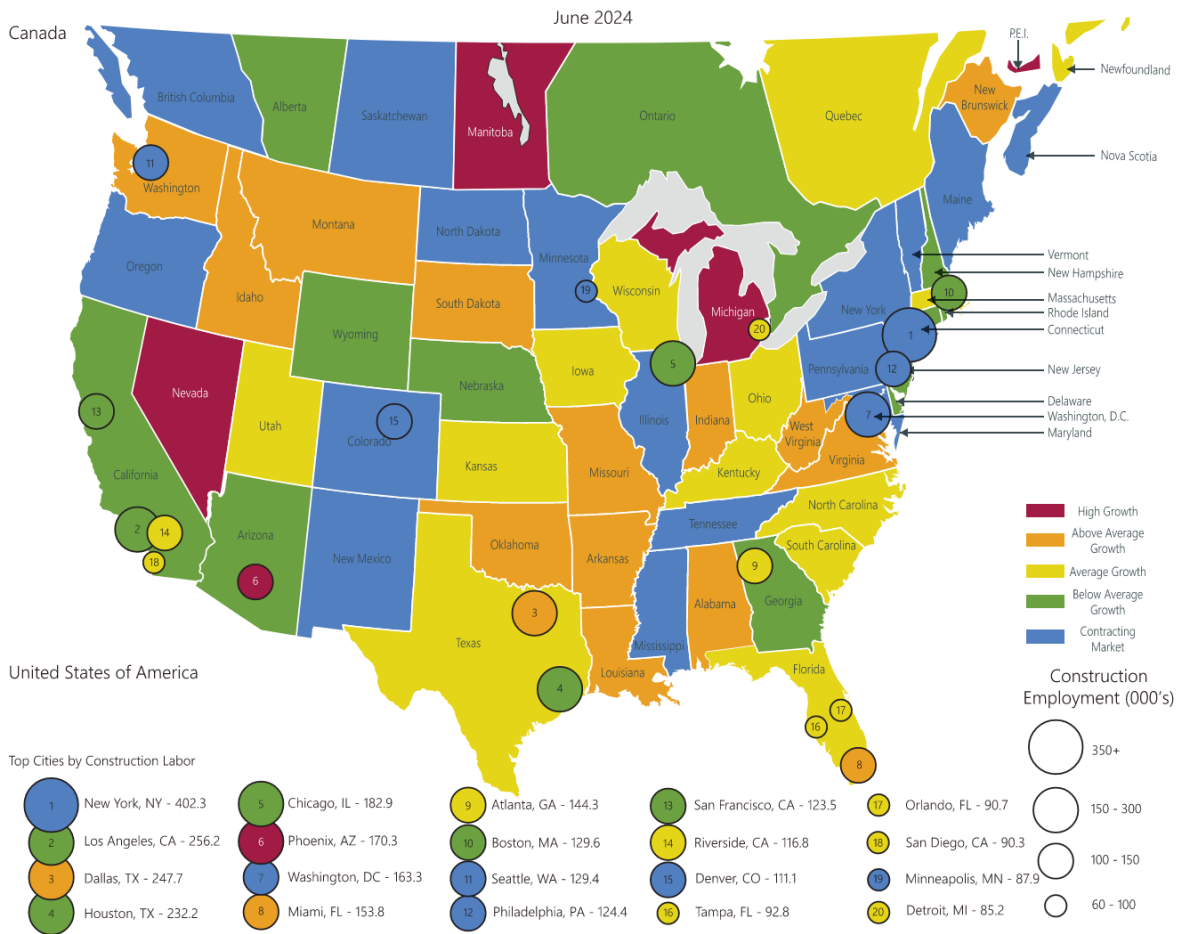 June 2024
Canada
P.E.I.
Newfoundland
New
Brunswick
British Columbia
Alberta
Saskatchewan
Manitoba
Ontario
Quebec
Nova Scotia
11
Washington
Montana
North Dakota
Minnesota
Maine
Oregon
Idaho
South Dakota
19
Wisconsin
Michigan
20
New York
Vermont
New Hampshire
10
Massachusetts
Rhode Island
1
Connecticut
Wyoming
Nebraska
Iowa
5
Pennsylvania
12
New Jersey
Nevada
Utah
15
Colorado
Illinois
Indiana
Ohio
Delaware
7
Washington, D.C.
Maryland
13
California
Kansas
Missouri
West
Virginia
Virginia
Kentucky
2
14
18
Arizona
6
New Mexico
Oklahoma
Arkansas
Tennessee
North Carolina
South Carolina
9
Georgia
Alabama
Mississippi
Texas
3
4
Louisiana
Florida
17
16
8
High Growth
Above Average
Growth
Average Growth
Below Average
Growth
Contracting
Market
United States of America
Construction
Employment (000's)
350+
150 - 300
100 - 150
60 - 100
Top Cities by Construction Labor
1 New York, NY - 402.3
2 Los Angeles, CA - 256.2
3 Dallas, TX - 247.7
4 Houston, TX - 232.2
5 Chicago, IL - 182.9
6 Phoenix, AZ - 170.3
7 Washington, DC - 163.3
8 Miami, FL - 153.8
9 Atlanta, GA - 144.3
10 Boston, MA - 129.6
11 Seattle, WA - 129.4
12 Philadelphia, PA - 124.4
13 San Francisco, CA - 123.5
14 Riverside, CA - 116.8
15 Denver, CO - 111.1
16 Tampa, FL - 92.8
17 Orlando, FL - 90.7
18 San Diego, CA - 90.3
19 Minneapolis, MN - 87.9
20 Detroit, MI - 85.2